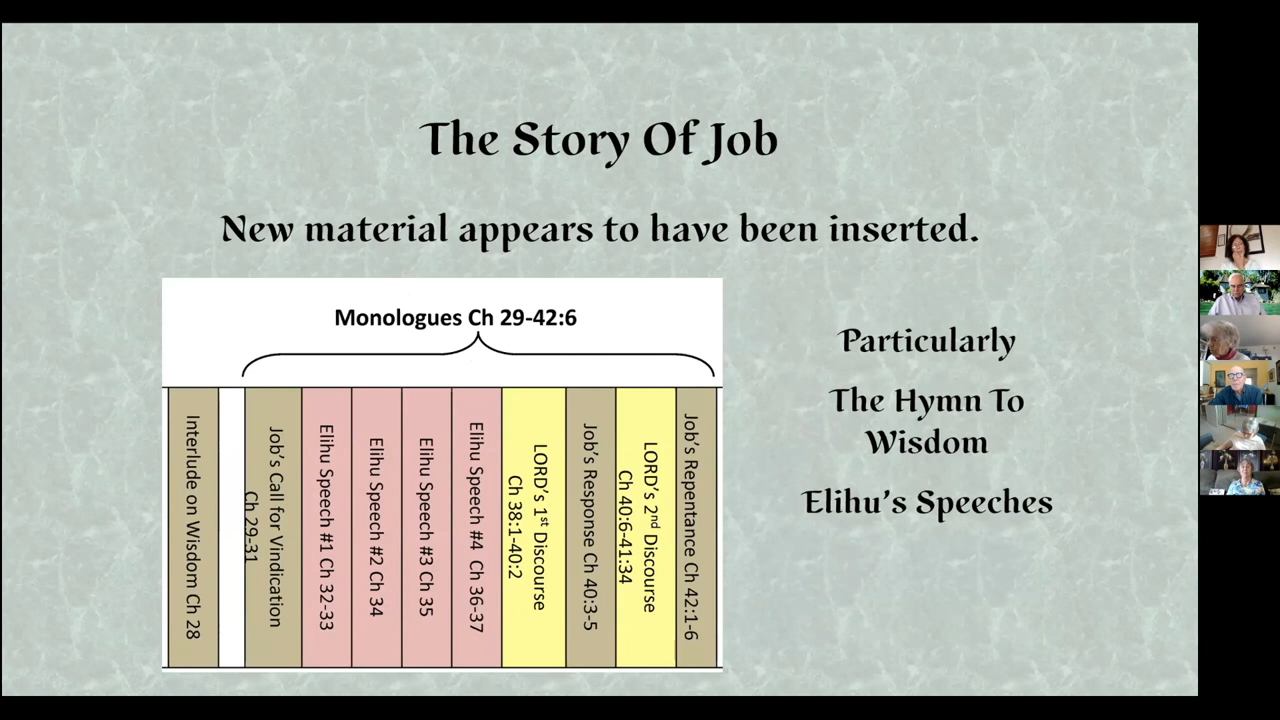 The Story Of Job
New material appears to have been inserted.
Monologues Ch 29-42:6
Interlude on Wisdom Ch 28
Job's Call for Vindication
Ch 29-31
Elihu Speech #1 Ch 32-33
Elihu Speech #2 Ch 34
Elihu Speech #3 Ch 35
Elihu Speech #4 Ch 36-37
LORD's 1st Discourse
Ch 38:1-40:2
Job's Response Ch 40:3-5
LORD's 2nd Discourse
Ch 40:6-41:34
Job's Repentance Ch 42:1-6
Particularly
The Hymn To
Wisdom
Elihu's Speeches